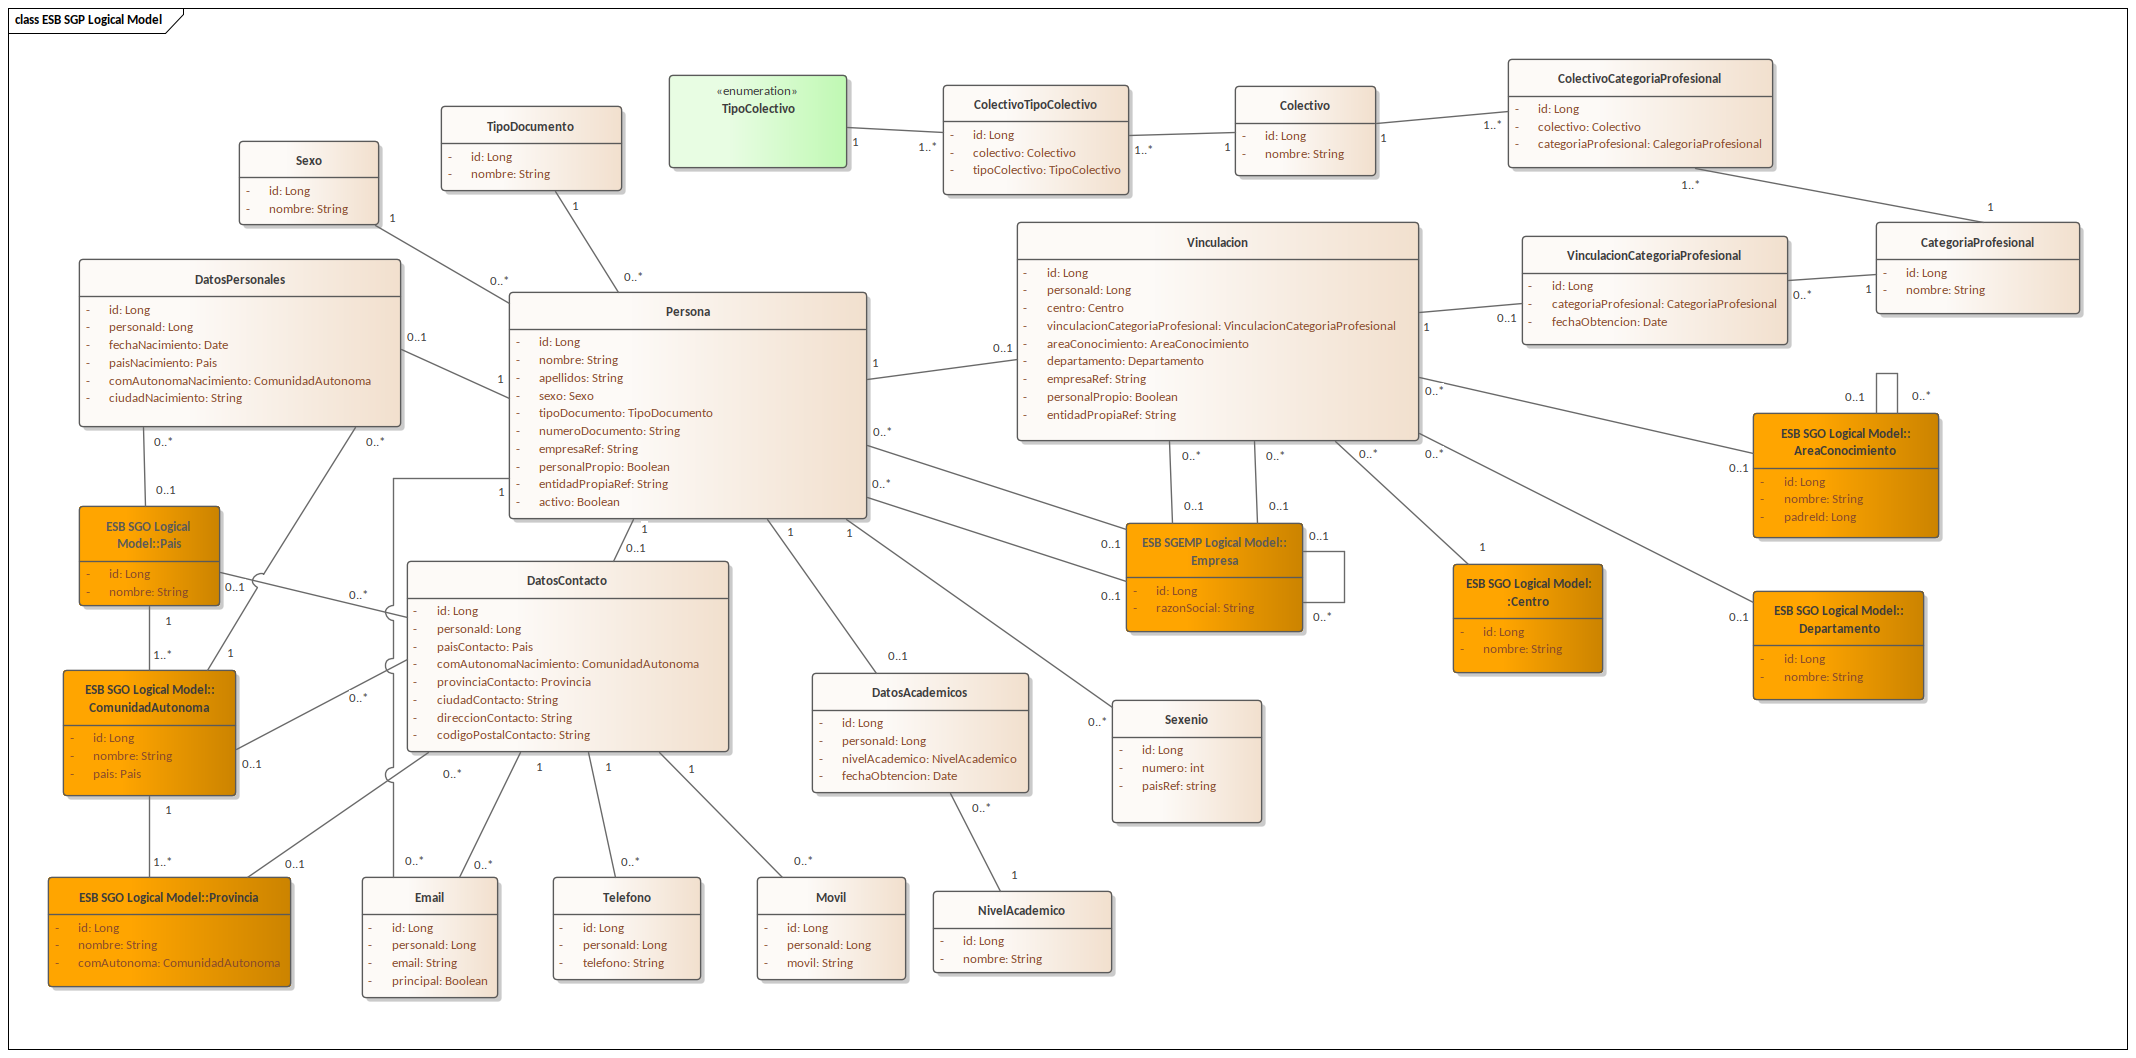 class ESB SGP Logical Model
«enumeration»
TipoColectivo
1
1..*
ColectivoTipoColectivo
- id: Long
- colectivo: Colectivo
- tipoColectivo: TipoColectivo
1..*
1
Colectivo
- id: Long
- nombre: String
1
1..*
ColectivoCategoriaProfesional
- id: Long
- colectivo: Colectivo
- categoriaProfesional: CalegoriaProfesional
1..*
1
TipoDocumento
- id: Long
- nombre: String
1
0..*
Sexo
- id: Long
- nombre: String
1
0..*
DatosPersonales
- id: Long
- personaId: Long
- fechaNacimiento: Date
- paisNacimiento: Pais
- comAutonomaNacimiento: ComunidadAutonoma
- ciudadNacimiento: String
0..1
1
0..*
0..*
0..1
1
Persona
- id: Long
- nombre: String
- apellidos: String
- sexo: Sexo
- tipoDocumento: TipoDocumento
- numeroDocumento: String
- empresaRef: String
- personalPropio: Boolean
- entidadPropiaRef: String
- activo: Boolean
1
0..1
0..*
0..*
0..1
0..1
1
1
0..1
1
1
Vinculacion
- id: Long
- personaId: Long
- centro: Centro
- vinculacionCategoriaProfesional: VinculacionCategoriaProfesional
- areaConocimiento: AreaConocimiento
- departamento: Departamento
- empresaRef: String
- personalPropio: Boolean
- entidadPropiaRef: String
1
0..1
0..*
0..1
0..*
0..1
0..*
0..1
0..*
0..1
0..*
1
VinculacionCategoriaProfesional
- id: Long
- categoriaProfesional: CategoriaProfesional
- fechaObtencion: Date
0..*
1
CategoriaProfesional
- id: Long
- nombre: String
0..1
0..*
ESB SGO Logical Model::
AreaConocimiento
- id: Long
- nombre: String
- padreId: Long
ESB SGO Logical
Model::Pais
- id: Long
- nombre: String
0..1
0..*
1
1..*
ESB SGEMP Logical Model::
Empresa
- id: Long
- razonSocial: String
0..1
0..*
ESB SGO Logical Model:
:Centro
- id: Long
- nombre: String
ESB SGO Logical Model::
Departamento
- id: Long
- nombre: String
DatosContacto
- id: Long
- personaId: Long
- paisContacto: Pais
- comAutonomaNacimiento: ComunidadAutonoma
- provinciaContacto: Provincia
- ciudadContacto: String
- direccionContacto: String
- codigoPostalContacto: String
0..*
0..1
0..*
0..1
1
0..*
1
0..*
1
0..*
0..*
ESB SGO Logical Model::
ComunidadAutonoma
- id: Long
- nombre: String
- pais: Pais
1
1..*
DatosAcademicos
- id: Long
- personaId: Long
- nivelAcademico: NivelAcademico
- fechaObtencion: Date
0..1
0..*
1
Sexenio
- id: Long
- numero: int
- paisRef: string
0..*
ESB SGO Logical Model::Provincia
- id: Long
- nombre: String
- comAutonoma: ComunidadAutonoma
Email
- id: Long
- personaId: Long
- email: String
- principal: Boolean
Telefono
- id: Long
- personaId: Long
- telefono: String
Movil
- id: Long
- personaId: Long
- movil: String
NivelAcademico
- id: Long
- nombre: String